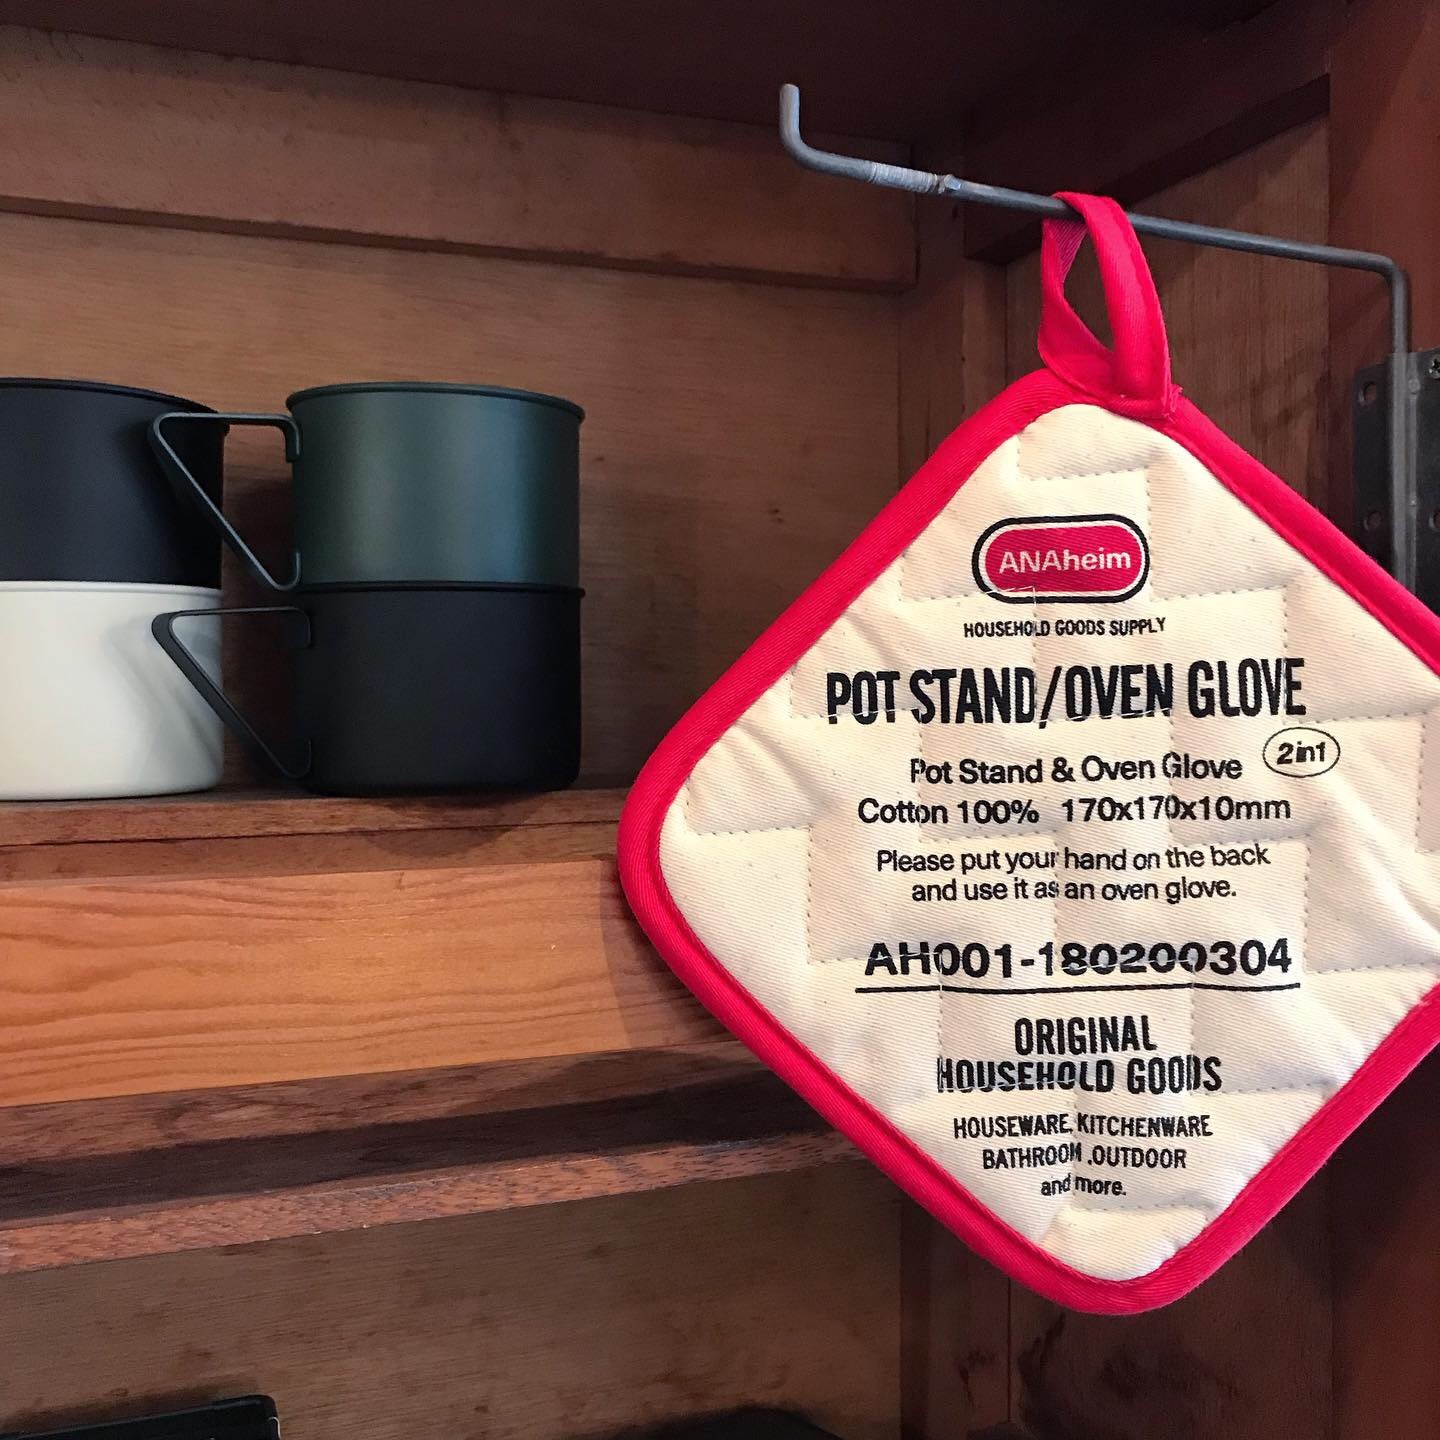 ANAheim
HOUSEHOLD GOODS SUPPLY
POT STAND/OVEN GLOVE
Pot Stand & Oven Glove 2in1
Cotton 100% 170x170x10mm
Please put your hand on the back
and use it as an oven glove.
AH001-180200304
ORIGINAL
HOUSEHOLD GOODS
HOUSEWARE, KITCHENWARE
BATHROOM .OUTDOOR
and more.